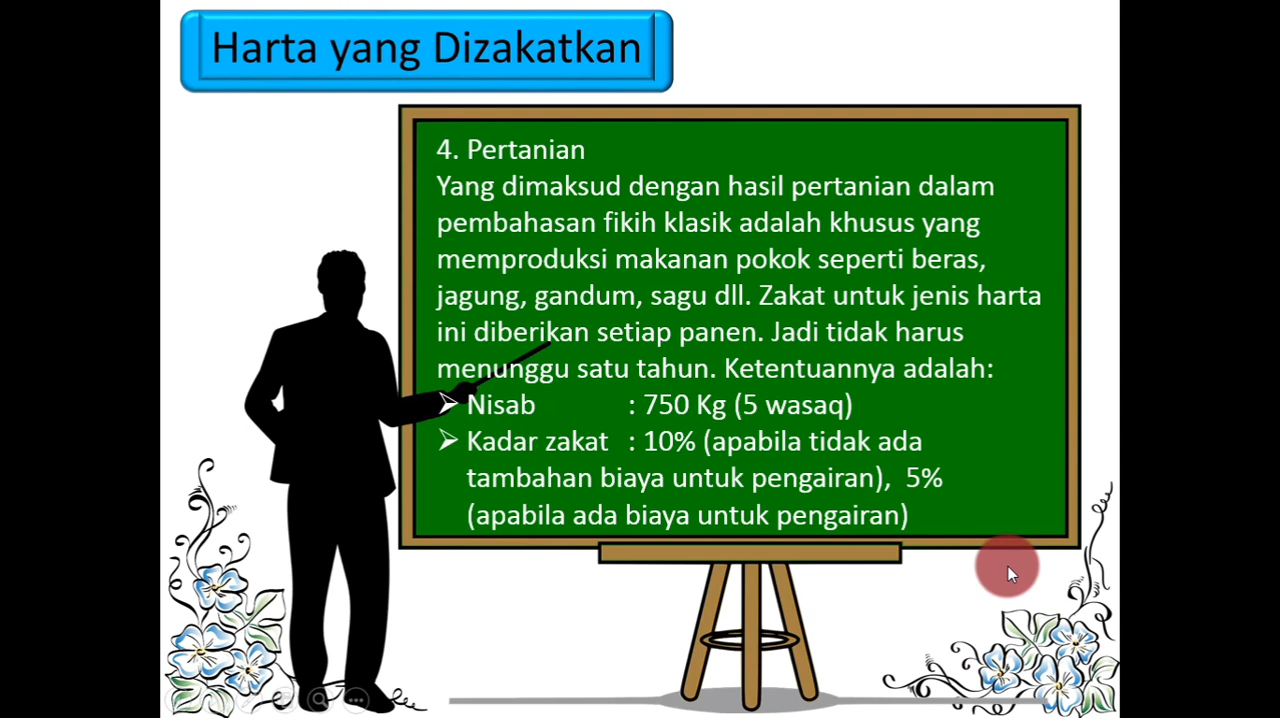 Harta yang Dizakatkan
4. Pertanian
Yang dimaksud dengan hasil pertanian dalam
pembahasan fikih klasik adalah khusus yang
memproduksi makanan pokok seperti beras,
jagung, gandum, sagu dll. Zakat untuk jenis harta
ini diberikan setiap panen. Jadi tidak harus
menunggu satu tahun. Ketentuannya adalah:
➢ Nisab : 750 Kg (5 wasaq)
➢ Kadar zakat : 10% (apabila tidak ada
tambahan biaya untuk pengairan), 5%
(apabila ada biaya untuk pengairan)